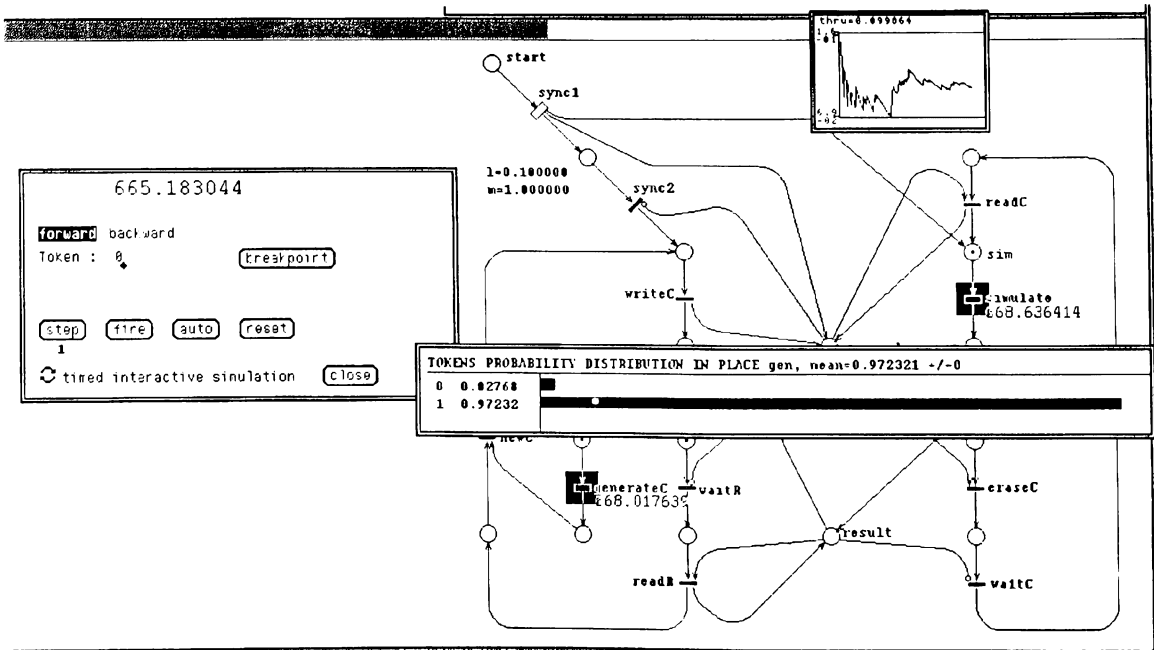 thru=0.099064
start
sync1
l=0.100000
m=1.000000
sync2
readC
665.183044
forward backward
Token : 0
breakpoint
sim
writeC
simulate
668.636414
step fire auto reset
1
timed interactive simulation close
TOKENS PROBABILITY DISTRIBUTION IN PLACE gen, mean=0.972321 +/-0
0 0.02768
1 0.97232
newC
generateC
668.017639
waitR
eraseC
result
readR
waitC